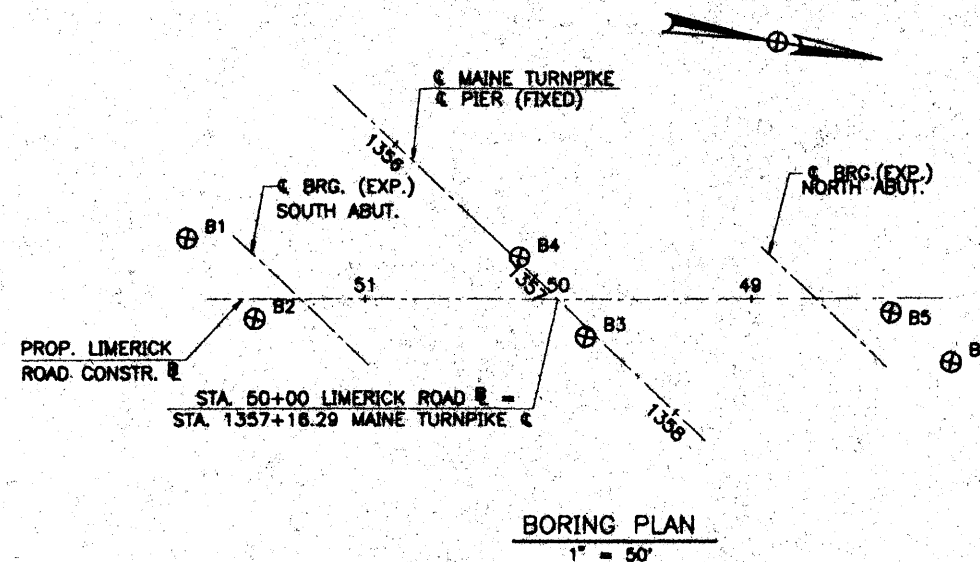 ℄ MAINE TURNPIKE
℄ PIER (FIXED)
1356
℄ BRG. (EXP.)
SOUTH ABUT.
℄ BRG. (EXP.)
NORTH ABUT.
B1
B4
51
1357
50
49
B2
B3
B5
B
PROP. LIMERICK
ROAD CONSTR. ⅊
STA. 50+00 LIMERICK ROAD ⅊ =
STA. 1357+16.29 MAINE TURNPIKE ℄
1358
BORING PLAN
1" = 50'